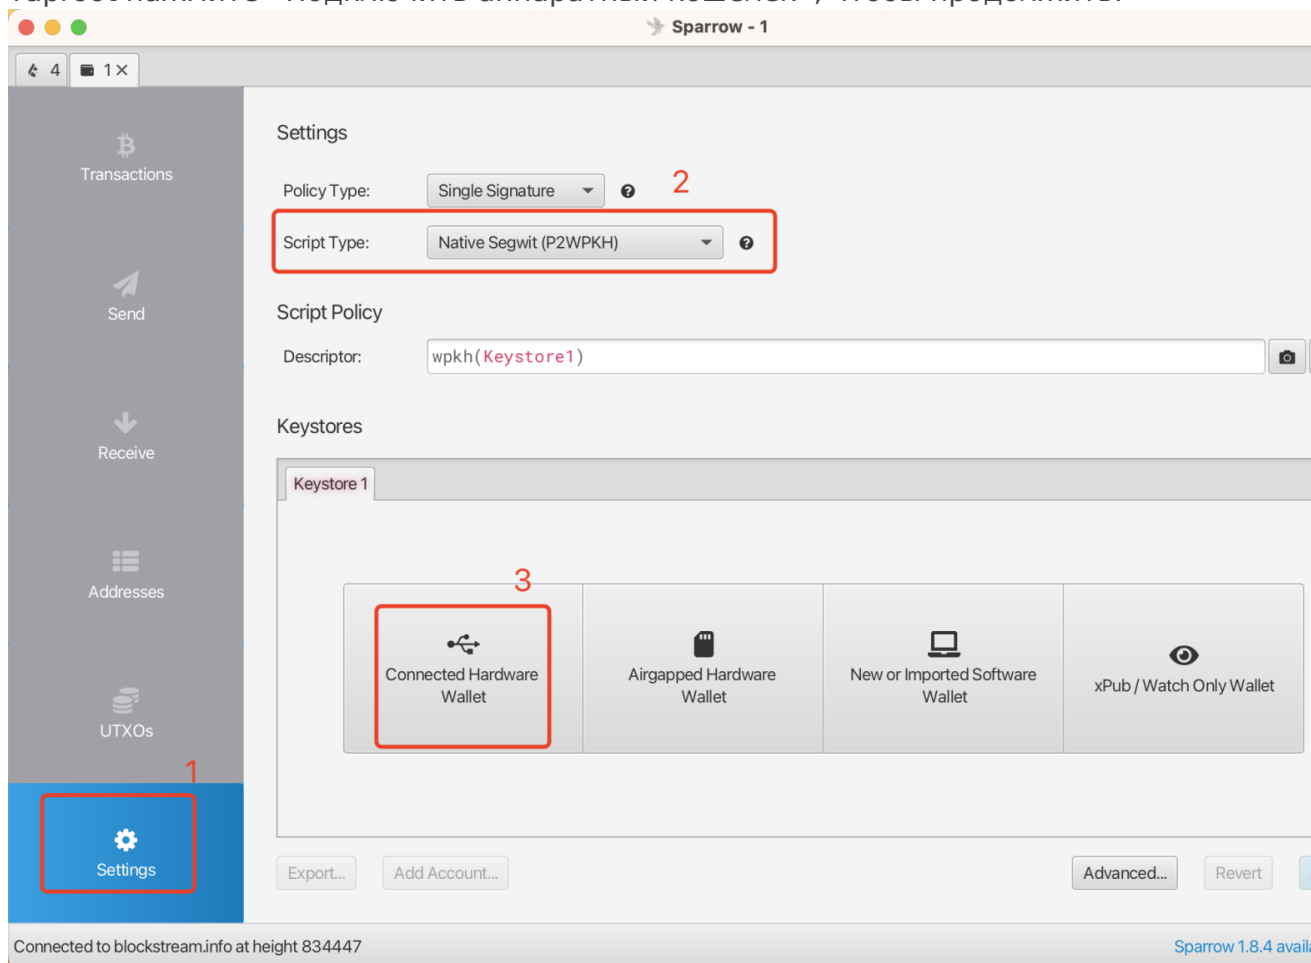 Sparrow - 1
4
1
Settings
Transactions
Policy Type:
Single Signature
2
Script Type:
Native Segwit (P2WPKH)
Send
Script Policy
Descriptor:
wpkh(Keystore1)
Receive
Keystores
Keystore 1
Addresses
3
Connected Hardware
Wallet
Airgapped Hardware
Wallet
New or Imported Software
Wallet
xPub / Watch Only Wallet
UTXOs
1
Settings
Export...
Add Account...
Advanced...
Revert
Connected to blockstream.info at height 834447
Sparrow 1.8.4